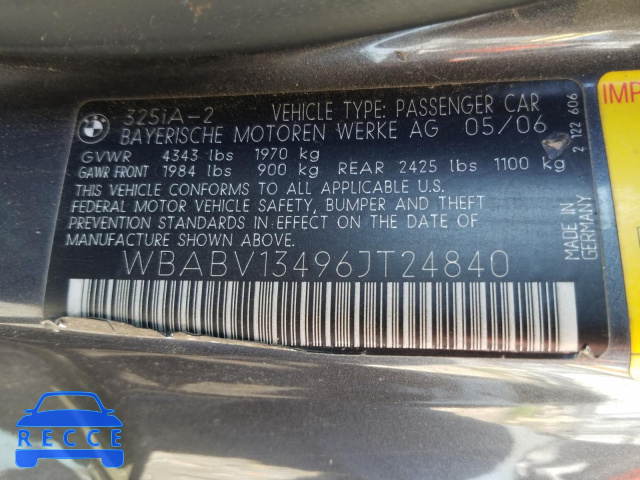 BMW
325iA-2 VEHICLE TYPE: PASSENGER CAR
BAYERISCHE MOTOREN WERKE AG 05/06
GVWR 4343 lbs 1970 kg
GAWR FRONT 1984 lbs 900 kg REAR 2425 lbs 1100 kg
THIS VEHICLE CONFORMS TO ALL APPLICABLE U.S.
FEDERAL MOTOR VEHICLE SAFETY, BUMPER AND THEFT
PREVENTION STANDARDS IN EFFECT ON THE DATE OF
MANUFACTURE SHOWN ABOVE.
WBABV13496JT24840
2 122 606
MADE IN
GERMANY
IMP
RECCE